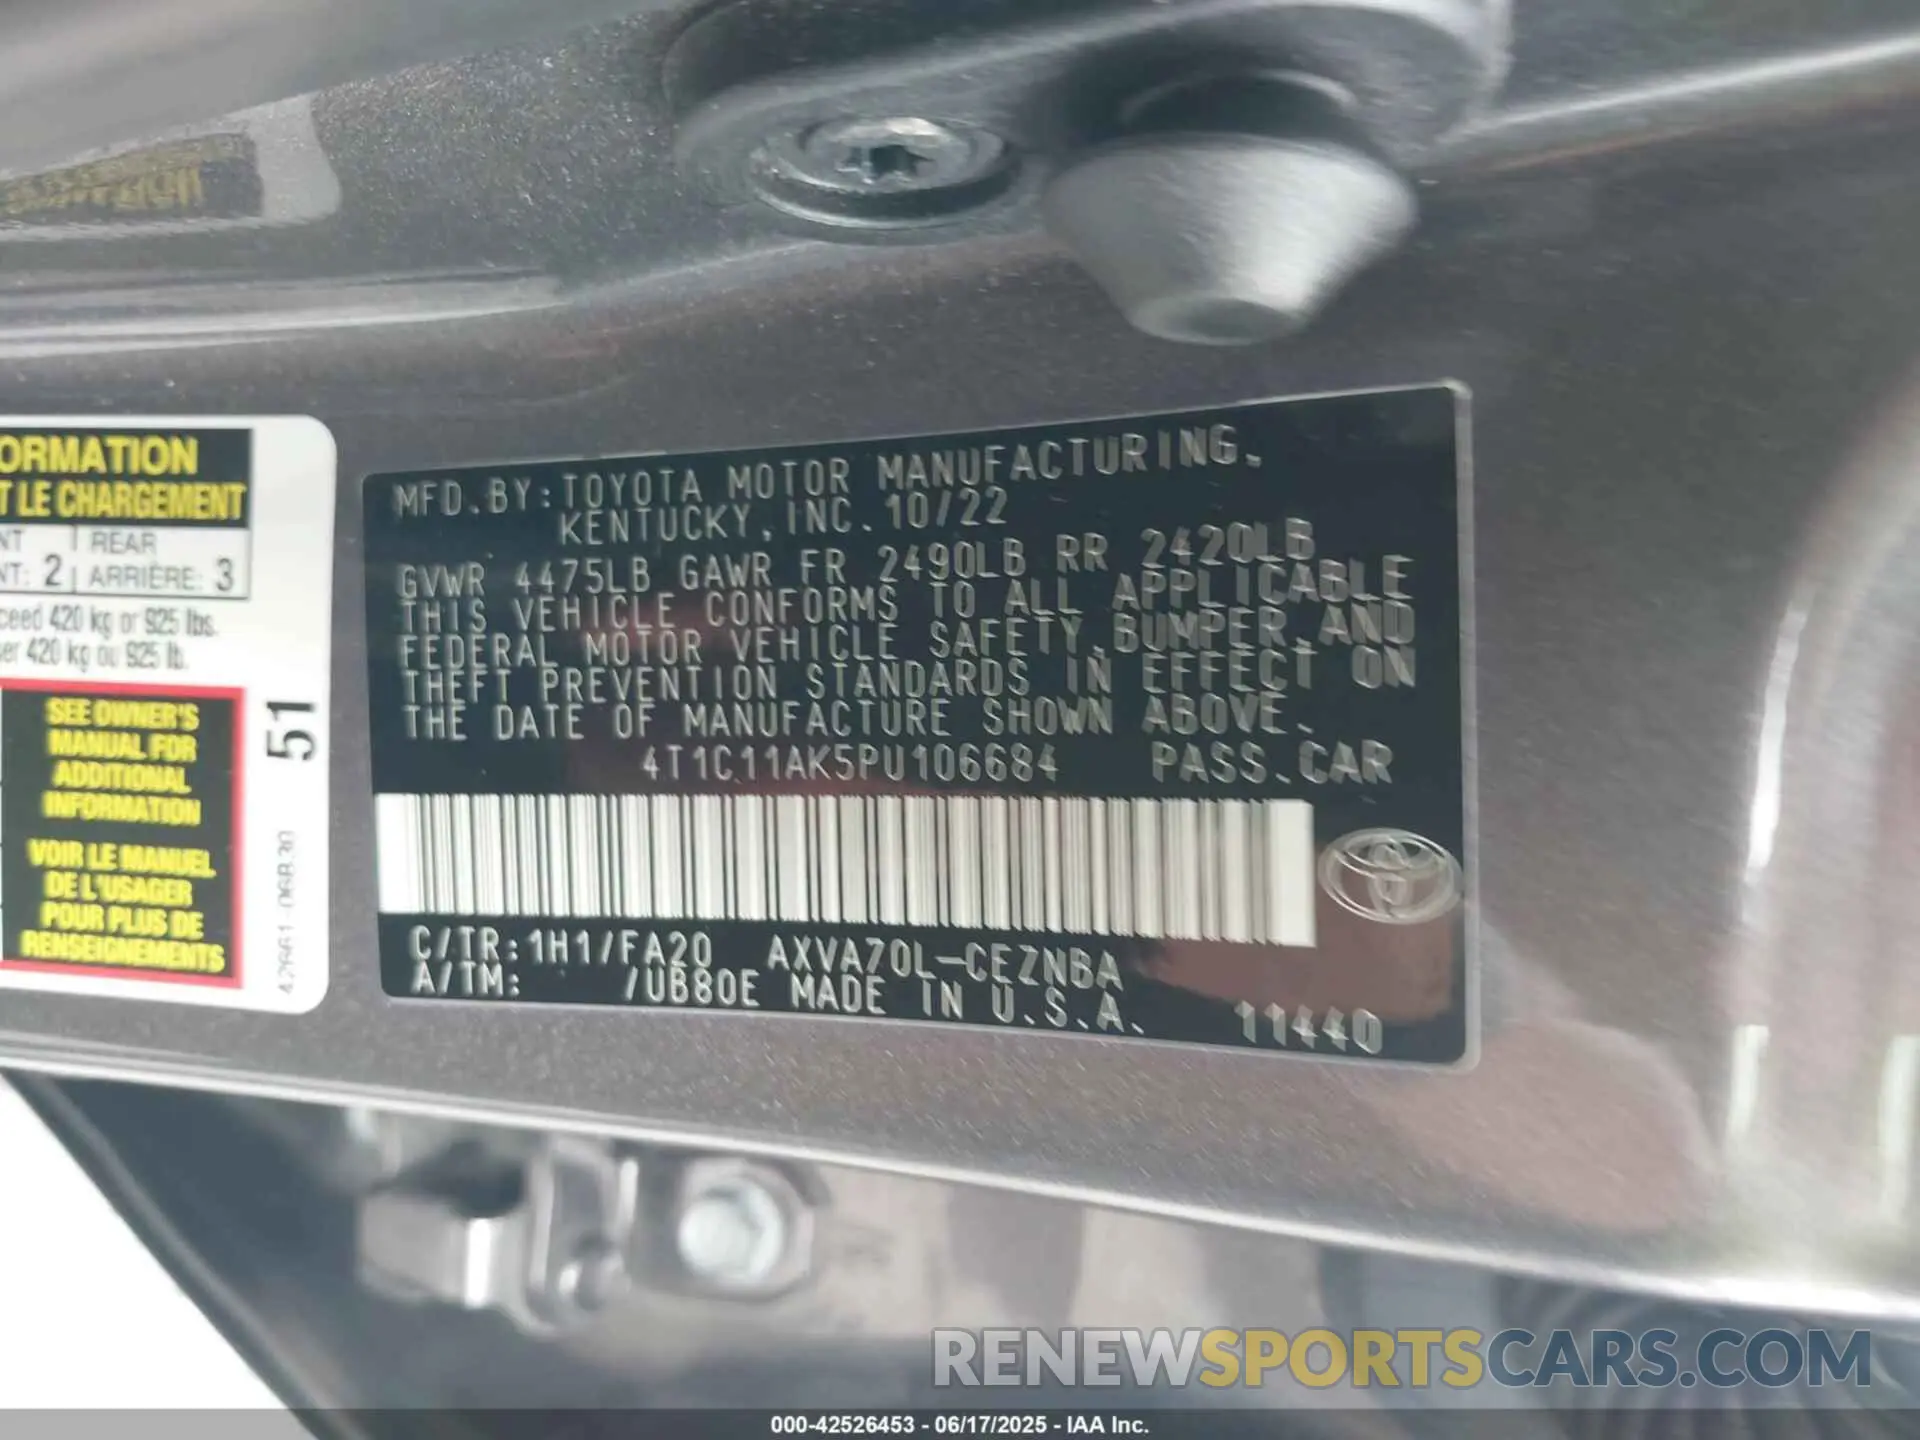 ORMATION
T LE CHARGEMENT
NT REAR
NT: 2 ARRIÈRE: 3
ceed 420 kg or 925 lbs.
er 420 kg ou 925 lb.
SEE OWNER'S
MANUAL FOR
ADDITIONAL
INFORMATION
VOIR LE MANUEL
DE L'USAGER
POUR PLUS DE
RENSEIGNEMENTS
51
42661-06B30
MFD. BY: TOYOTA MOTOR MANUFACTURING.
KENTUCKY, INC. 10/22
GVWR 4475LB GAWR FR 2490LB RR 2420LB
THIS VEHICLE CONFORMS TO ALL APPLICABLE
FEDERAL MOTOR VEHICLE SAFETY, BUMPER, AND
THEFT PREVENTION STANDARDS IN EFFECT ON
THE DATE OF MANUFACTURE SHOWN ABOVE.
4T1C11AK5PU106684 PASS. CAR
C/TR: 1H1/FA20 AXVA70L-CEZNBA
A/TM: /UB80E MADE IN U.S.A. 11440
RENEWSPORTSCARS.COM
000-42526453 - 06/17/2025 - IAA Inc.